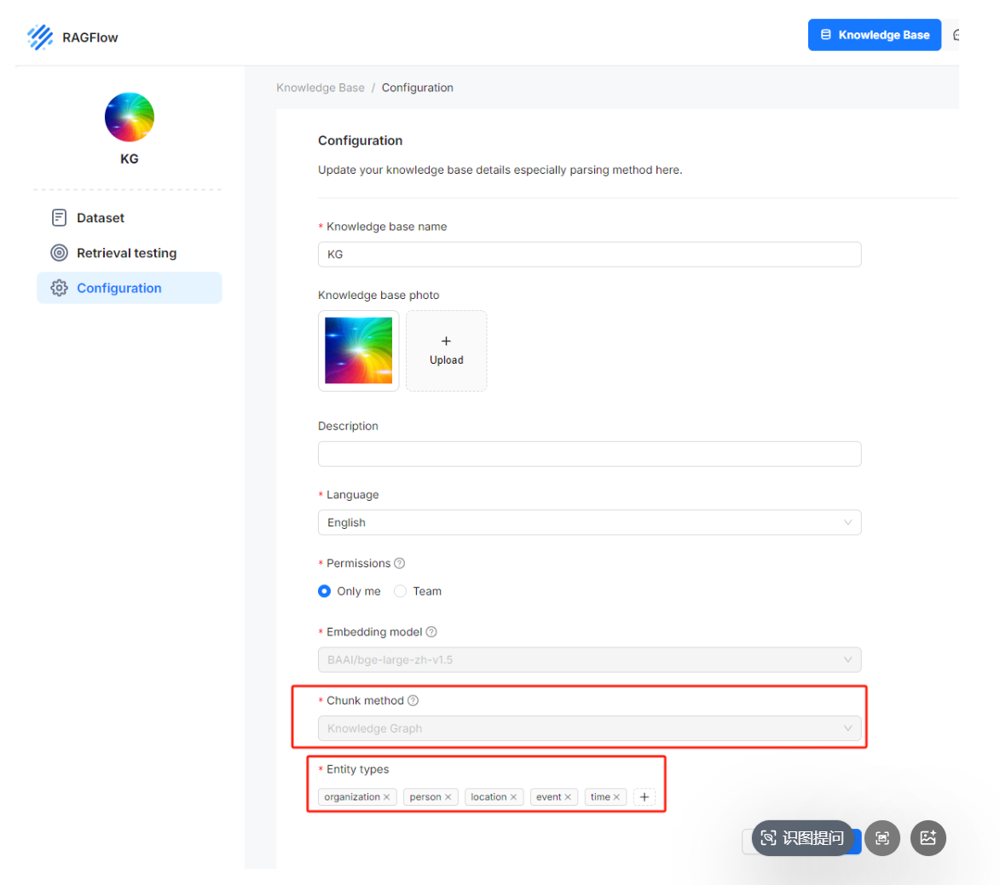 RAGFlow
Knowledge Base
KG
Dataset
Retrieval testing
Configuration
Knowledge Base / Configuration
Configuration
Update your knowledge base details especially parsing method here.
* Knowledge base name
KG
Knowledge base photo
+
Upload
Description
* Language
English
* Permissions
Only me Team
* Embedding model
BAAI/bge-large-zh-v1.5
* Chunk method
Knowledge Graph
* Entity types
organization × person × location × event × time × +
识图提问